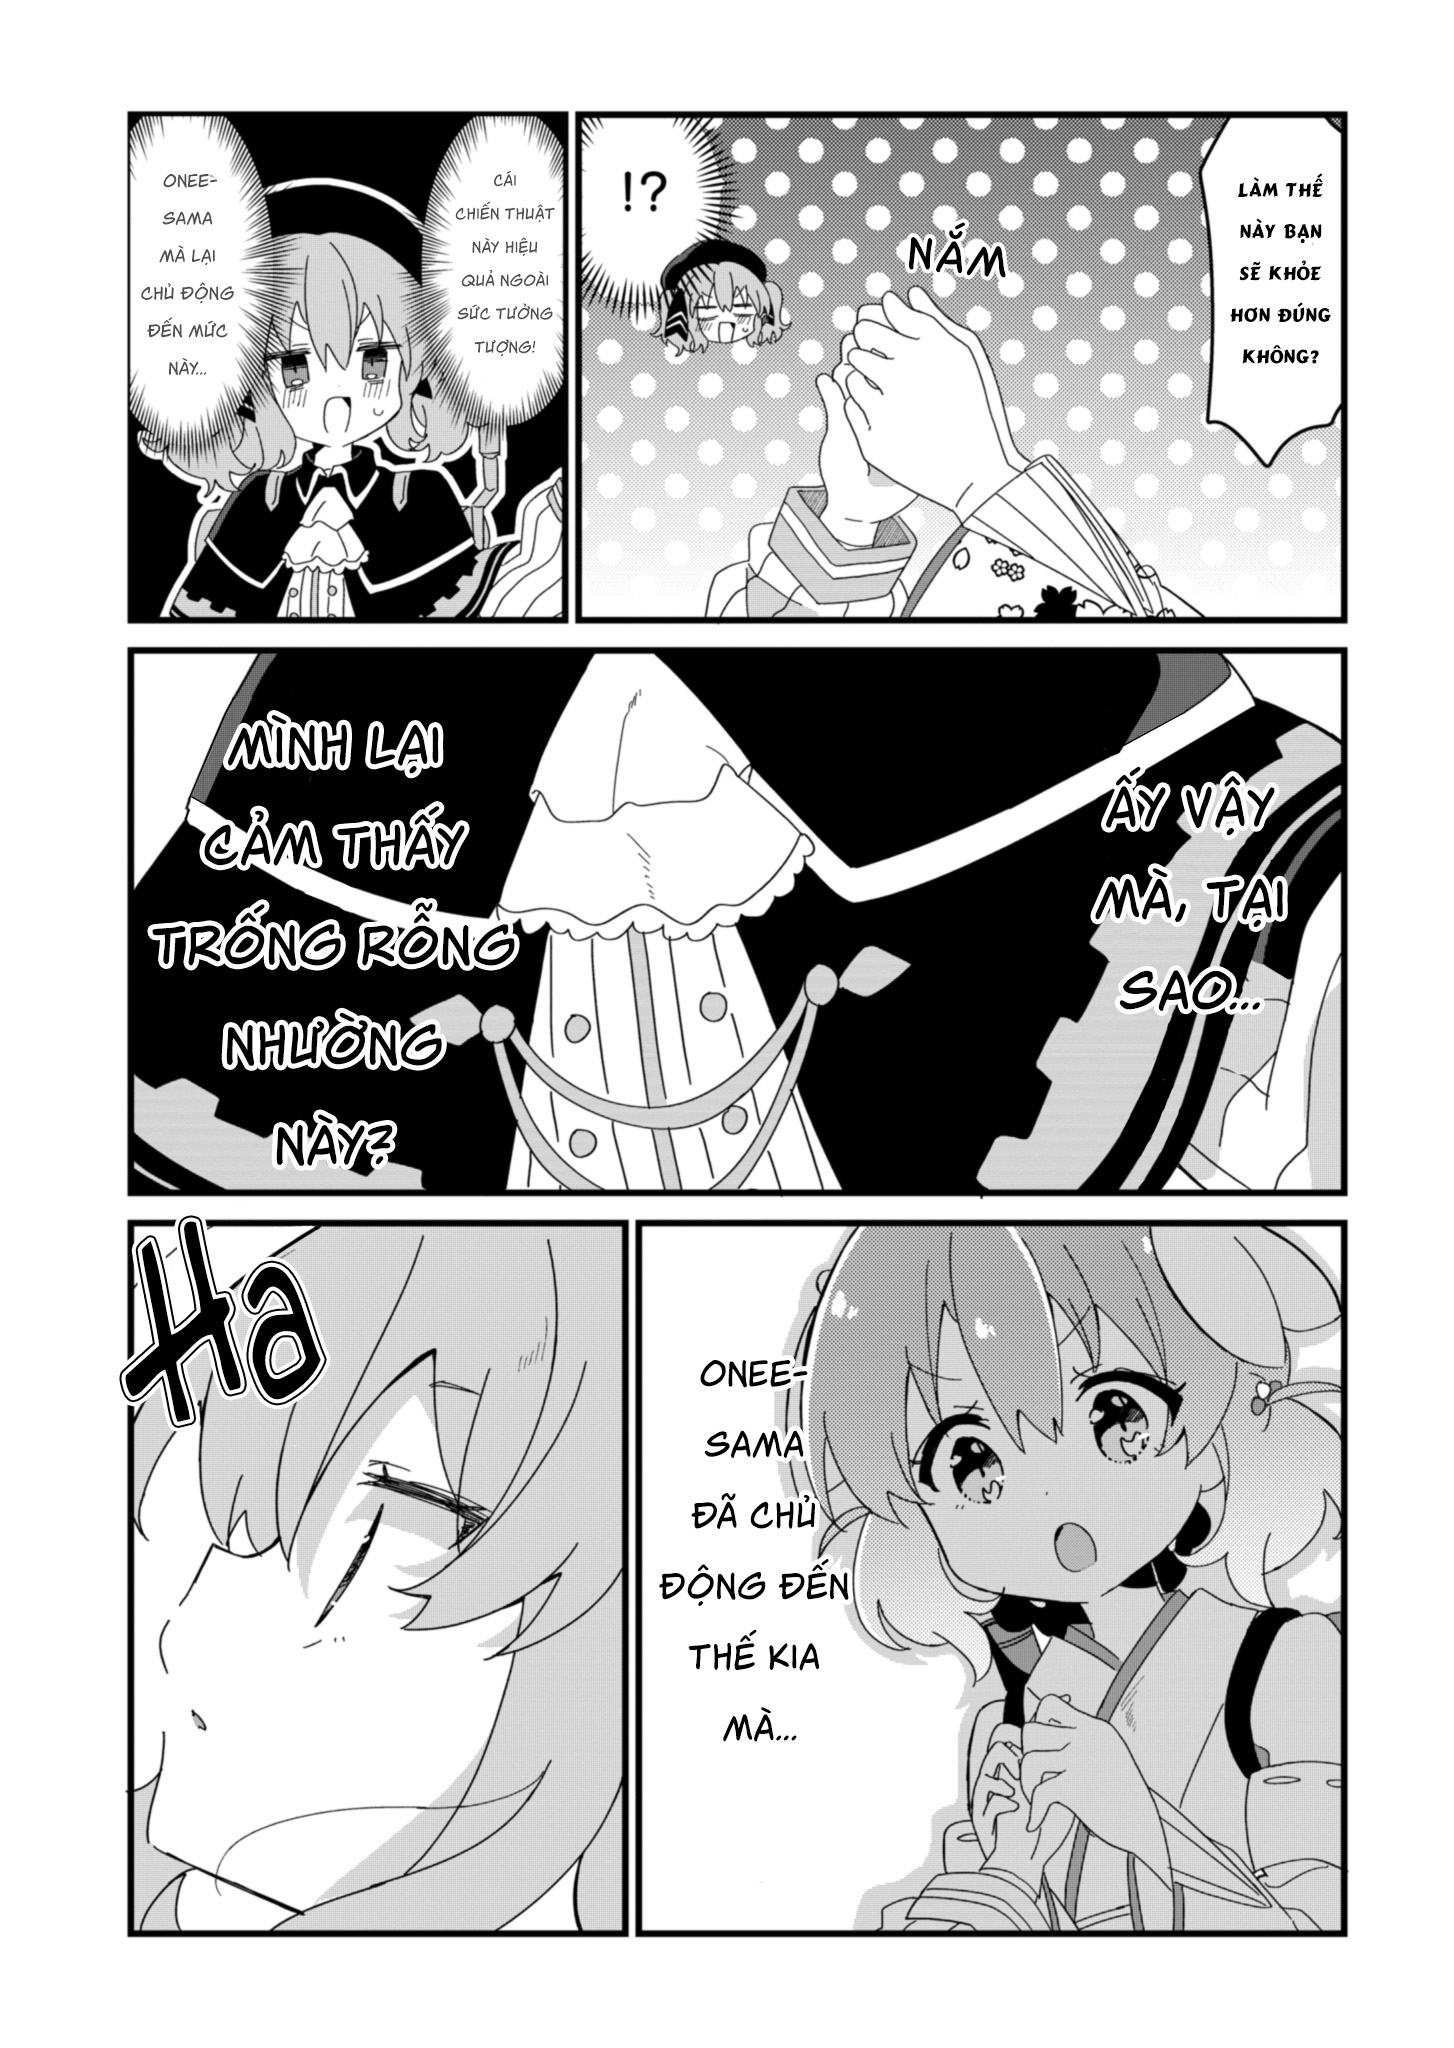 LÀM THẾ
NÀY BẠN
SẼ KHỎE
HƠN ĐÚNG
KHÔNG?
NẮM
!?
CÁI
CHIẾN THUẬT
NÀY HIỆU
QUẢ NGOÀI
SỨC TƯỞNG
TƯỢNG!
ONEE-
SAMA
MÀ LẠI
CHỦ ĐỘNG
ĐẾN MỨC
NÀY...
ẤY VẬY
MÀ, TẠI
SAO...
MÌNH LẠI
CẢM THẤY
TRỐNG RỖNG
NHƯỜNG
NÀY?
ONEE-
SAMA
ĐÃ CHỦ
ĐỘNG ĐẾN
THẾ KIA
MÀ...
Ha